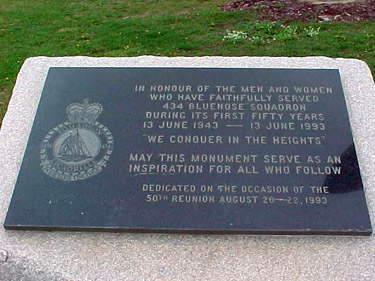 IN HONOUR OF THE MEN AND WOMEN
WHO HAVE FAITHFULLY SERVED
434 BLUENOSE SQUADRON
DURING ITS FIRST FIFTY YEARS
13 JUNE 1943 — 13 JUNE 1993
"WE CONQUER IN THE HEIGHTS"
MAY THIS MONUMENT SERVE AS AN
INSPIRATION FOR ALL WHO FOLLOW
DEDICATED ON THE OCCASION OF THE
50TH REUNION AUGUST 20—22, 1993